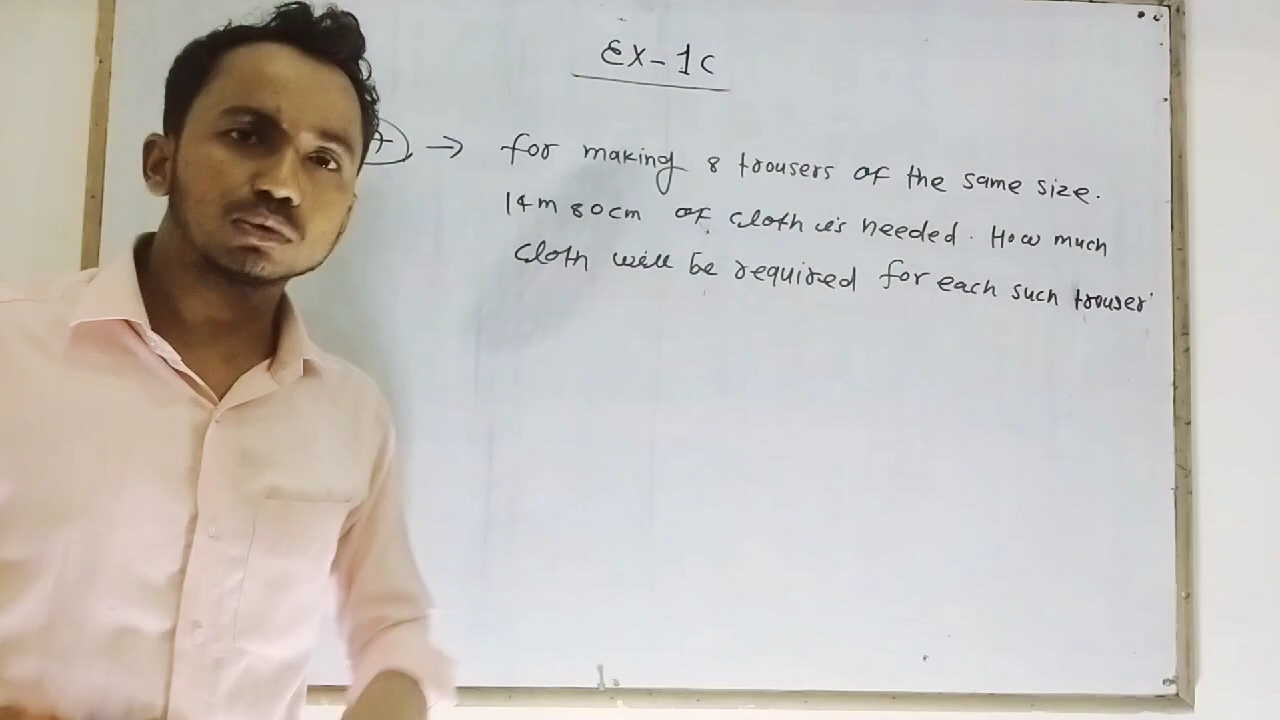 EX-1C
→ for making 8 trousers of the same size.
14m 80cm of cloth is needed. How much
cloth will be required for each such trouser